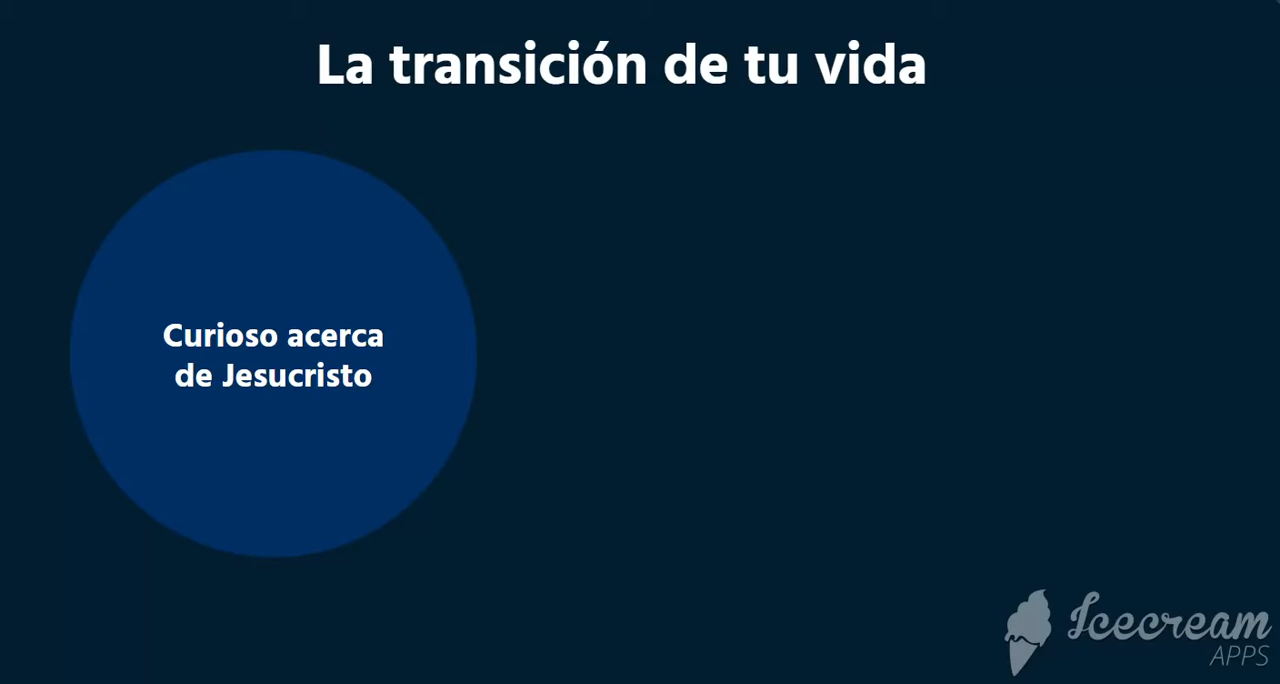 La transición de tu vida
Curioso acerca
de Jesucristo
Icecream
APPS